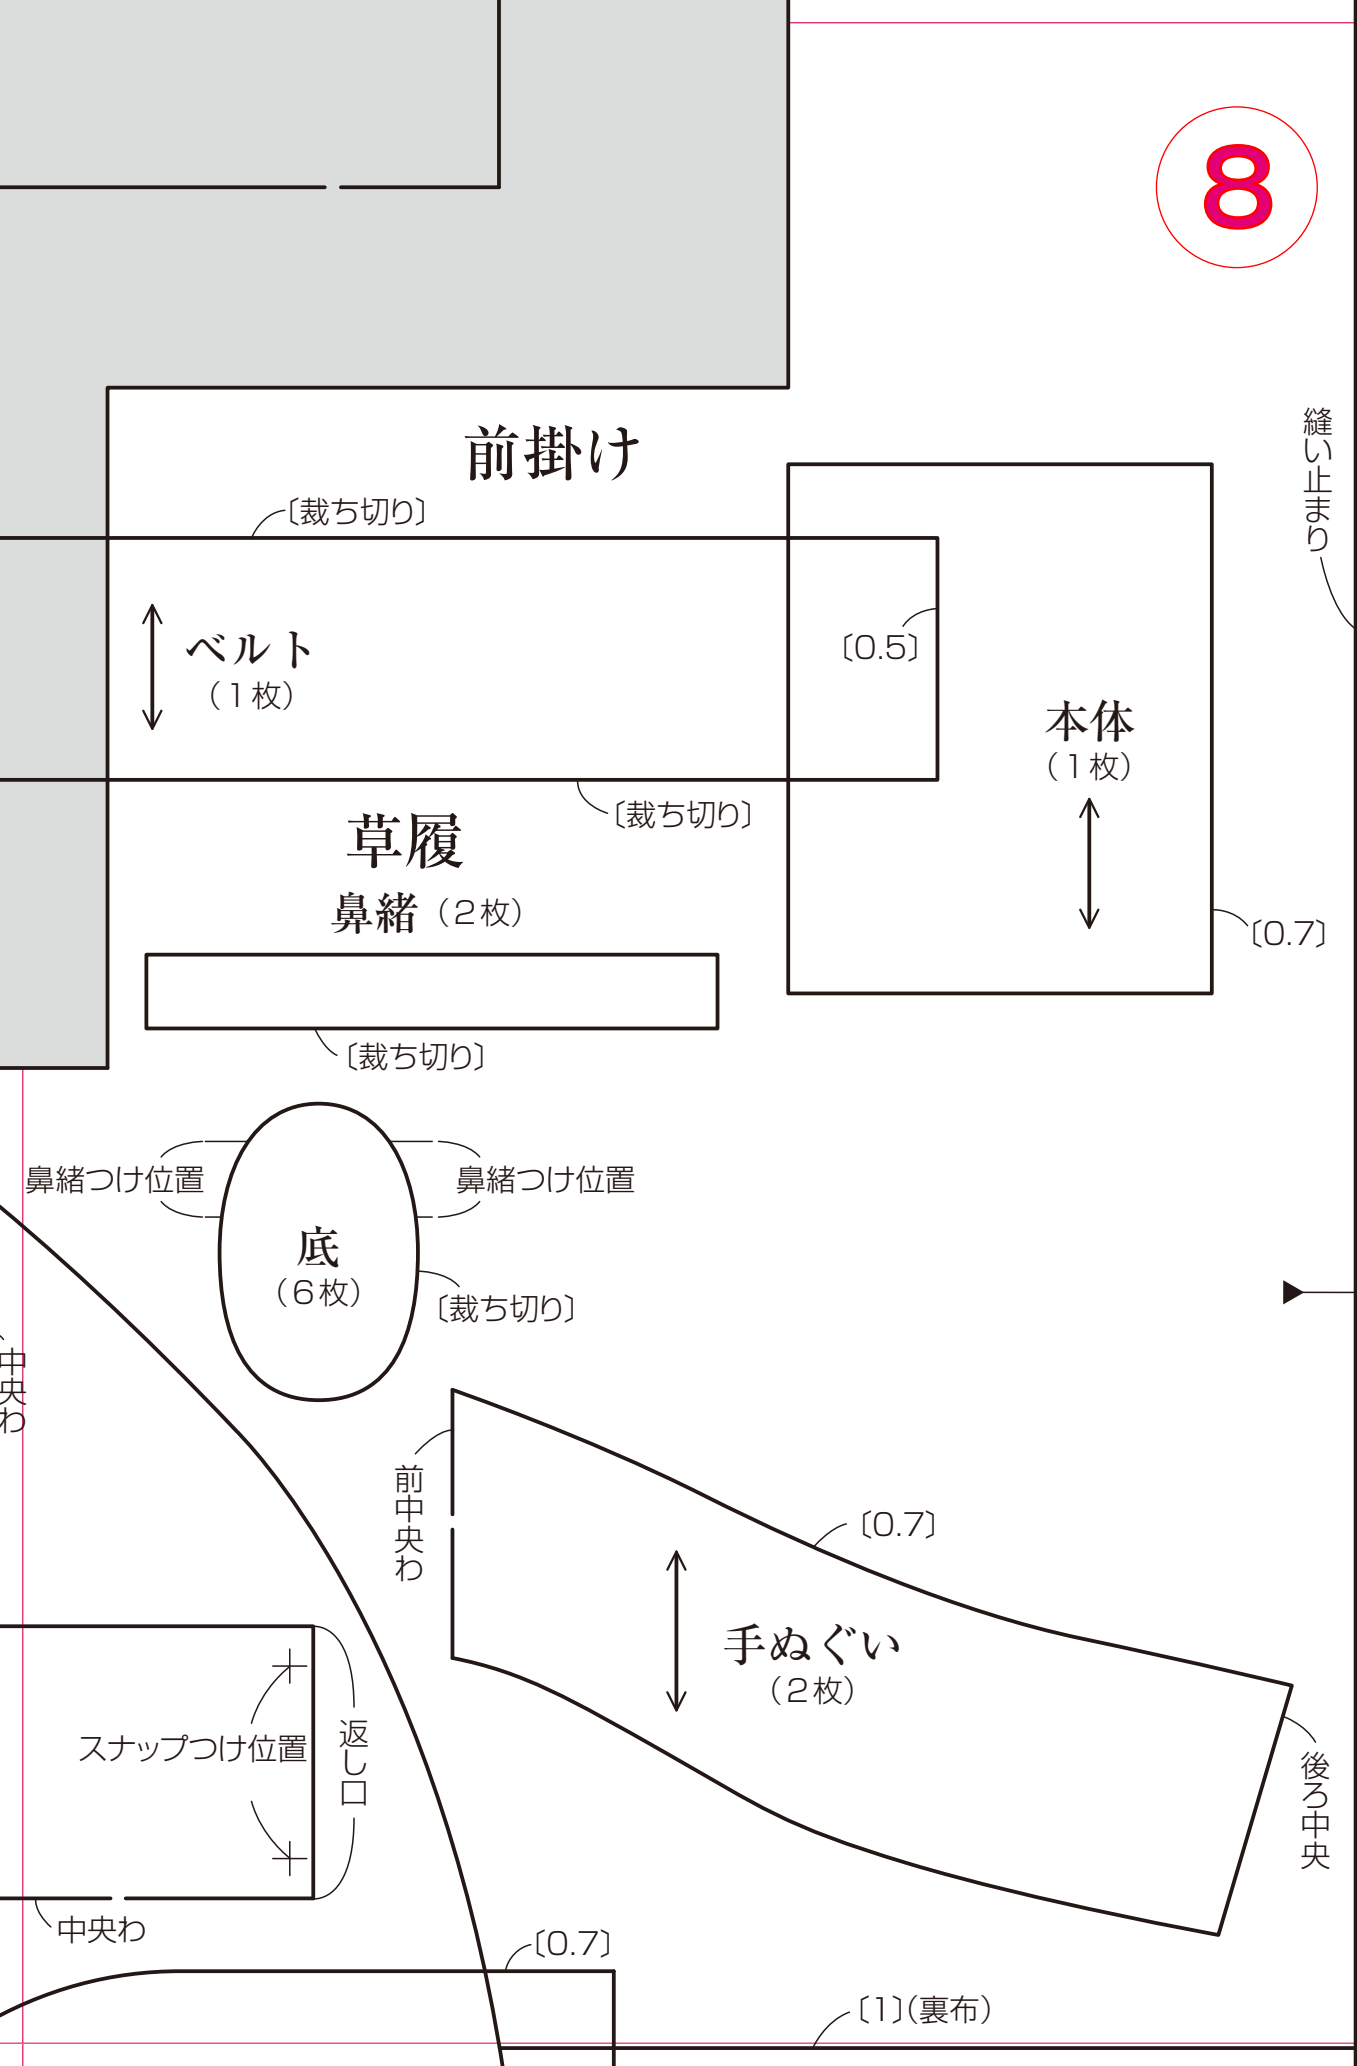 8
前掛け
〔裁ち切り〕
縫い止まり
ベルト
（1枚）
〔0.5〕
本体
（1枚）
〔裁ち切り〕
草履
鼻緒（2枚）
〔0.7〕
〔裁ち切り〕
鼻緒つけ位置
鼻緒つけ位置
底
（6枚）
〔裁ち切り〕
中央わ
前中央わ
〔0.7〕
手ぬぐい
（2枚）
スナップつけ位置
返し口
後ろ中央
中央わ
〔0.7〕
〔1〕（裏布）